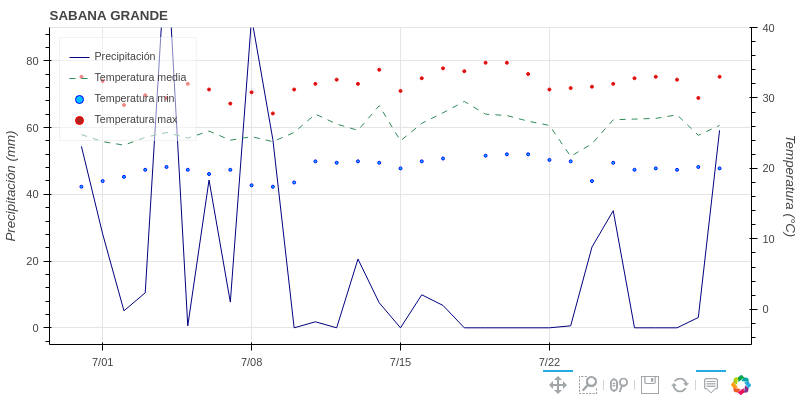 SABANA GRANDE
Precipitación
Temperatura media
Temperatura min
Temperatura max
Precipitación (mm)
80
60
40
20
0
40
30
20
10
0
Temperatura (°C)
7/01
7/08
7/15
7/22